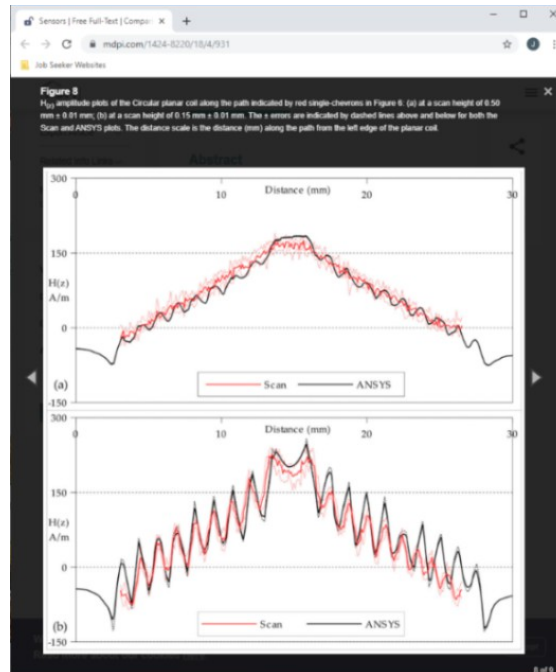 Sensors | Free Full-Text | Compari
mdpi.com/1424-8220/18/4/931
Job Seeker Websites
Figure 8
H(z) amplitude plots of the Circular planar coil along the path indicated by red single-chevrons in Figure 6: (a) at a scan height of 0.50
mm ± 0.01 mm; (b) at a scan height of 0.15 mm ± 0.01 mm. The ± errors are indicated by dashed lines above and below for both the
Scan and ANSYS plots. The distance scale is the distance (mm) along the path from the left edge of the planar coil.
Abstract
300
Distance (mm)
0 10 20 30
150
H(z)
A/m
0
(a)
Scan ANSYS
-150
300
Distance (mm)
0 10 20 30
150
H(z)
A/m
0
(b)
Scan ANSYS
-150
8 of 9